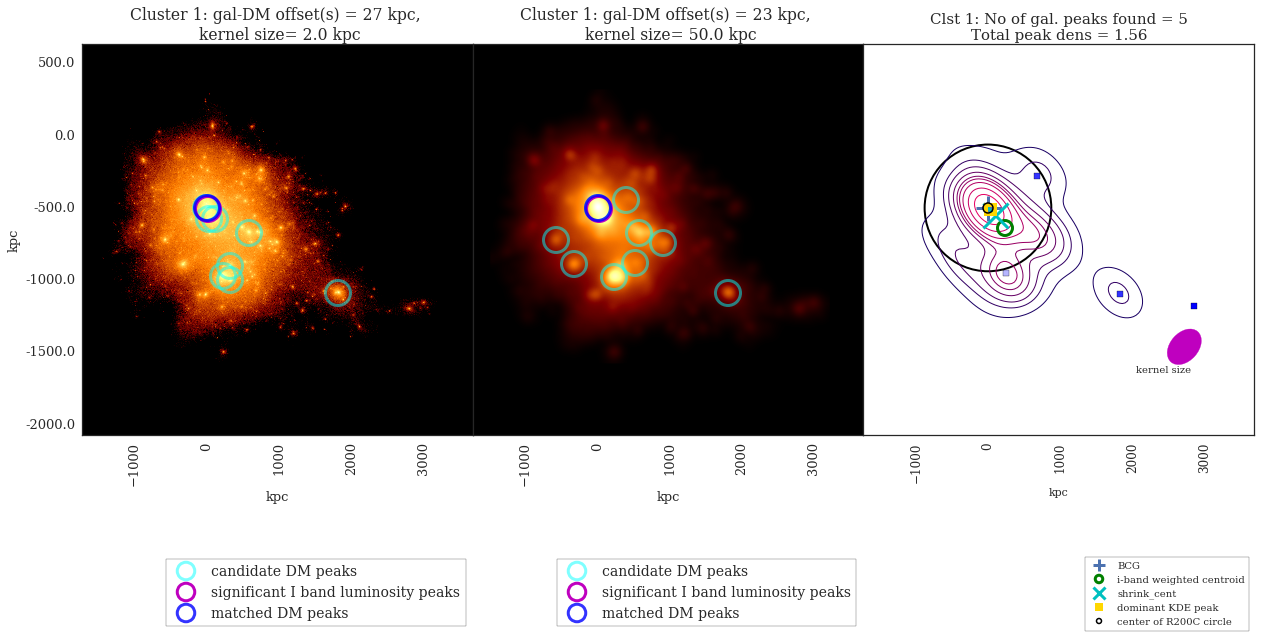 Cluster 1: gal-DM offset(s) = 27 kpc,
kernel size= 2.0 kpc
Cluster 1: gal-DM offset(s) = 23 kpc,
kernel size= 50.0 kpc
Clst 1: No of gal. peaks found = 5
Total peak dens = 1.56
500.0
0.0
-500.0
-1000.0
-1500.0
-2000.0
kpc
−1000
0
1000
2000
3000
kpc
−1000
0
1000
2000
3000
kpc
kernel size
−1000
0
1000
2000
3000
kpc
candidate DM peaks
significant I band luminosity peaks
matched DM peaks
candidate DM peaks
significant I band luminosity peaks
matched DM peaks
BCG
i-band weighted centroid
shrink_cent
dominant KDE peak
center of R200C circle